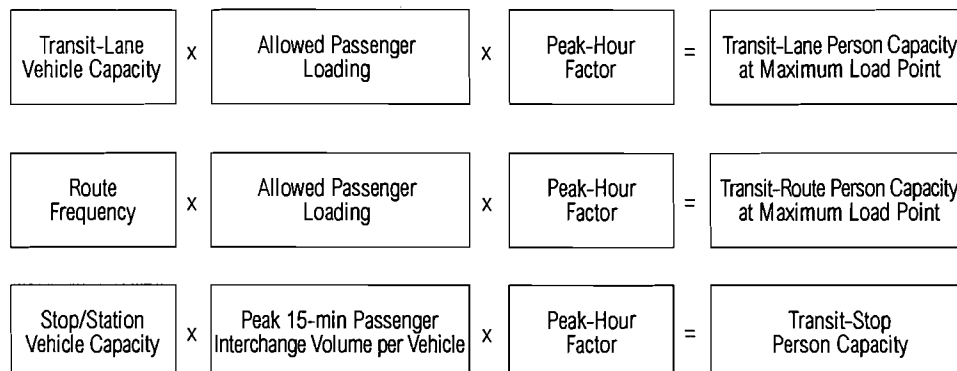 Transit-Lane Vehicle Capacity x Allowed Passenger Loading x Peak-Hour Factor = Transit-Lane Person Capacity at Maximum Load Point
Route Frequency x Allowed Passenger Loading x Peak-Hour Factor = Transit-Route Person Capacity at Maximum Load Point
Stop/Station Vehicle Capacity x Peak 15-min Passenger Interchange Volume per Vehicle x Peak-Hour Factor = Transit-Stop Person Capacity